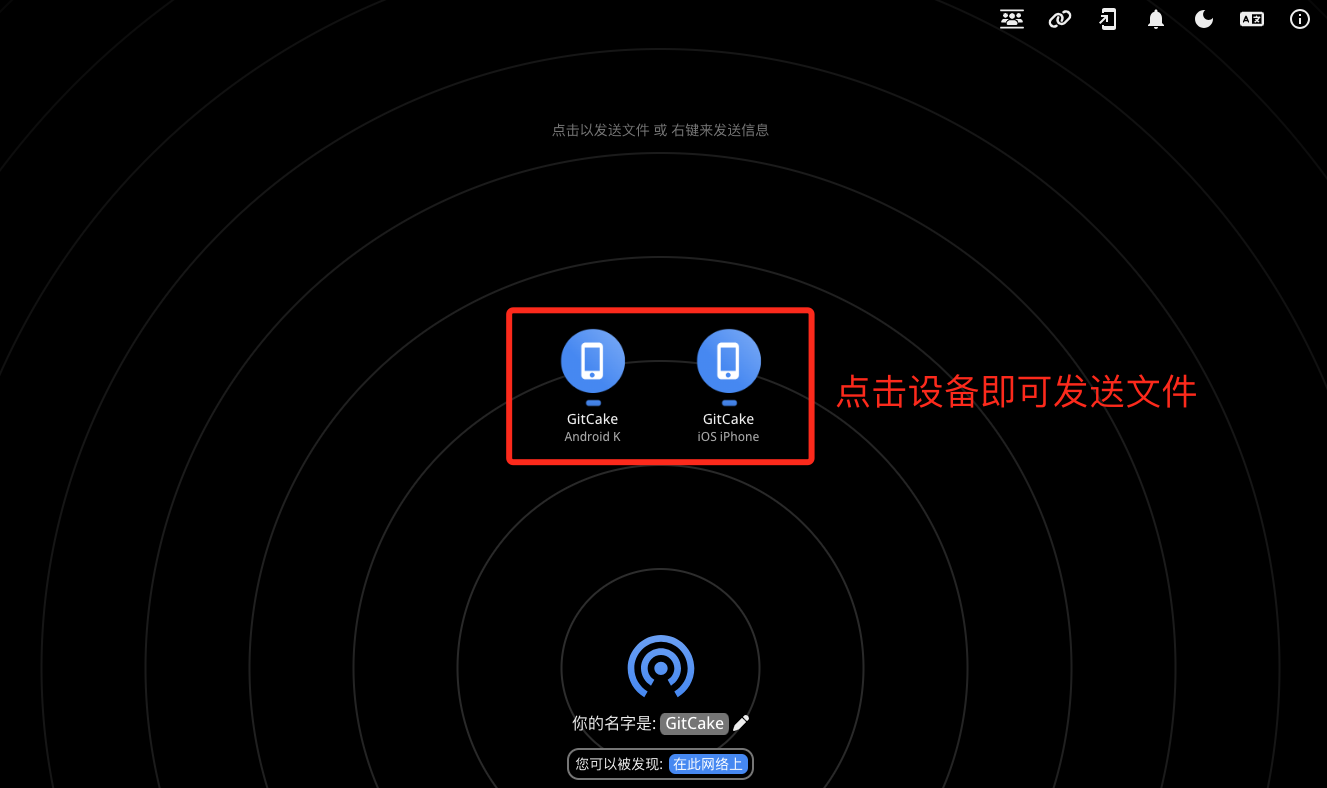 点击以发送文件 或 右键来发送信息
GitCake
Android K
GitCake
iOS iPhone
点击设备即可发送文件
你的名字是: GitCake
您可以被发现: 在此网络上